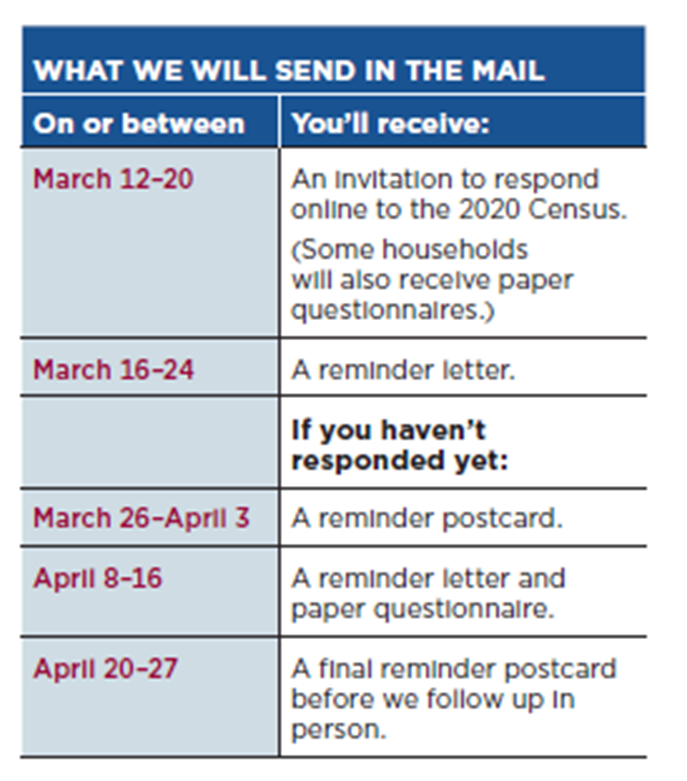 WHAT WE WILL SEND IN THE MAIL
On or between
You'll receive:
March 12–20
An invitation to respond
online to the 2020 Census.
(Some households
will also receive paper
questionnaires.)
March 16–24
A reminder letter.
If you haven't
responded yet:
March 26–April 3
A reminder postcard.
April 8–16
A reminder letter and
paper questionnaire.
April 20–27
A final reminder postcard
before we follow up in
person.